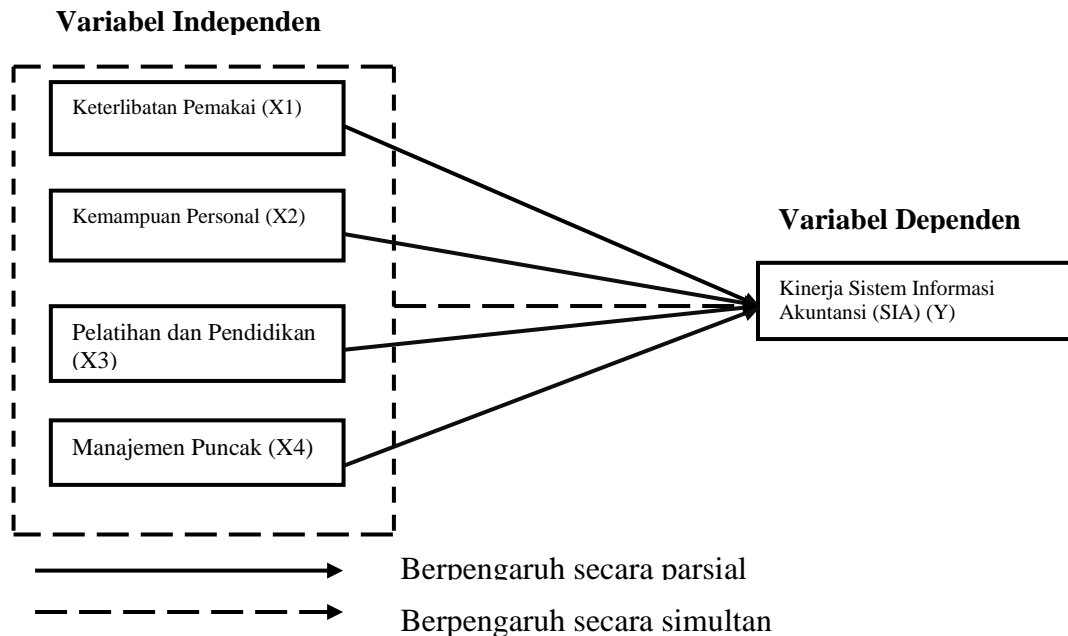 Variabel Independen
Keterlibatan Pemakai (X1)
Kemampuan Personal (X2)
Pelatihan dan Pendidikan
(X3)
Manajemen Puncak (X4)
Variabel Dependen
Kinerja Sistem Informasi
Akuntansi (SIA) (Y)
Berpengaruh secara parsial
Berpengaruh secara simultan